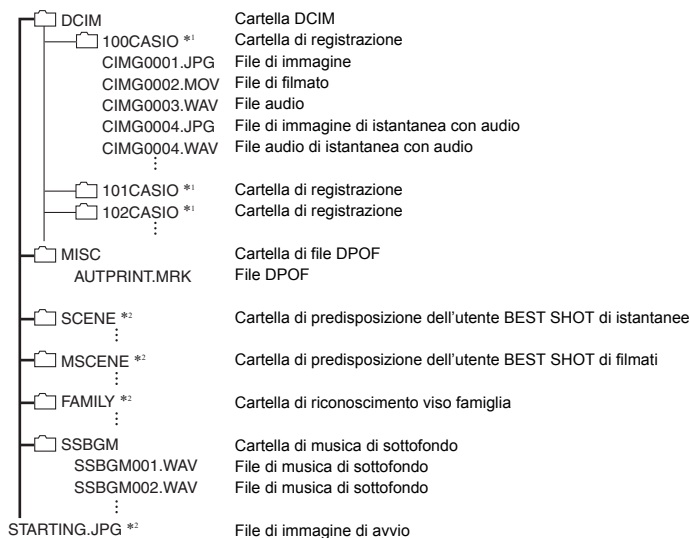 DCIM Cartella DCIM
100CASIO *1 Cartella di registrazione
CIMG0001.JPG File di immagine
CIMG0002.MOV File di filmato
CIMG0003.WAV File audio
CIMG0004.JPG File di immagine di istantanea con audio
CIMG0004.WAV File audio di istantanea con audio
101CASIO *1 Cartella di registrazione
102CASIO *1 Cartella di registrazione
MISC Cartella di file DPOF
AUTPRINT.MRK File DPOF
SCENE *2 Cartella di predisposizione dell'utente BEST SHOT di istantanee
MSCENE *2 Cartella di predisposizione dell'utente BEST SHOT di filmati
FAMILY *2 Cartella di riconoscimento viso famiglia
SSBGM Cartella di musica di sottofondo
SSBGM001.WAV File di musica di sottofondo
SSBGM002.WAV File di musica di sottofondo
STARTING.JPG *2 File di immagine di avvio